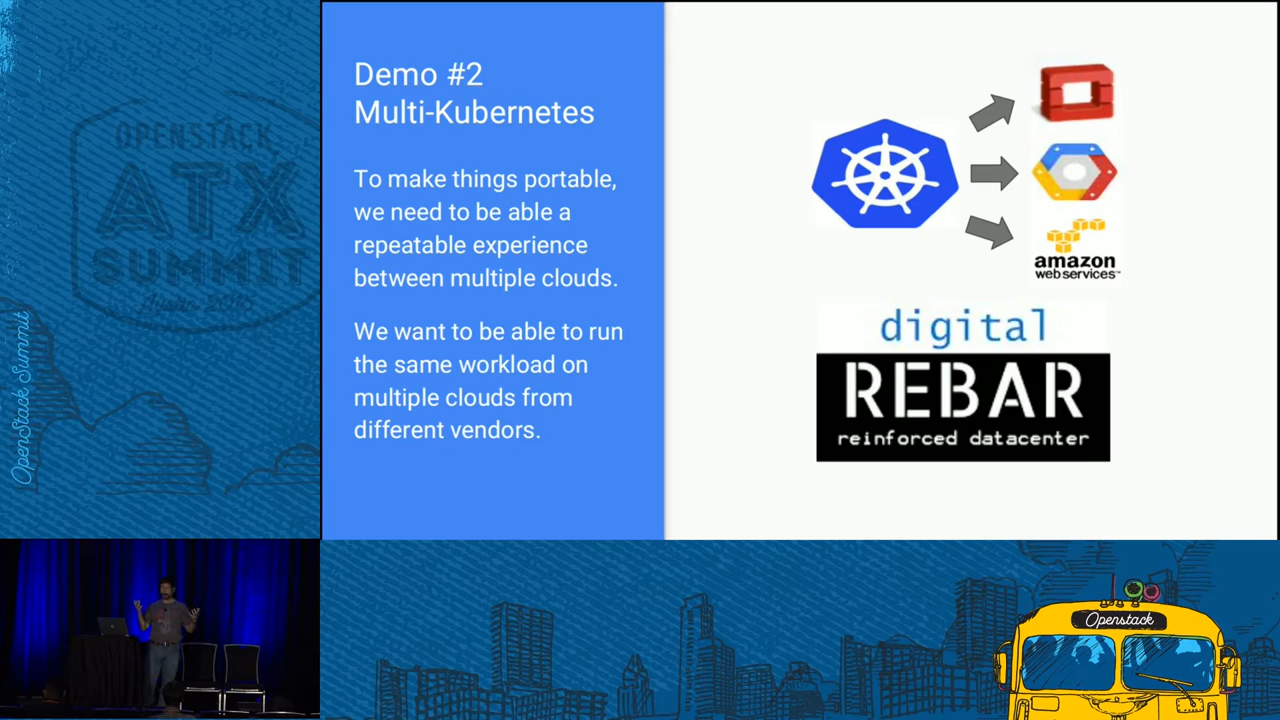 OPENSTACK
ATX
SUMMIT
OpenStack Summit
Demo #2
Multi-Kubernetes
To make things portable,
we need to be able a
repeatable experience
between multiple clouds.
We want to be able to run
the same workload on
multiple clouds from
different vendors.
amazon
web services™
digital
REBAR
reinforced datacenter
Openstack